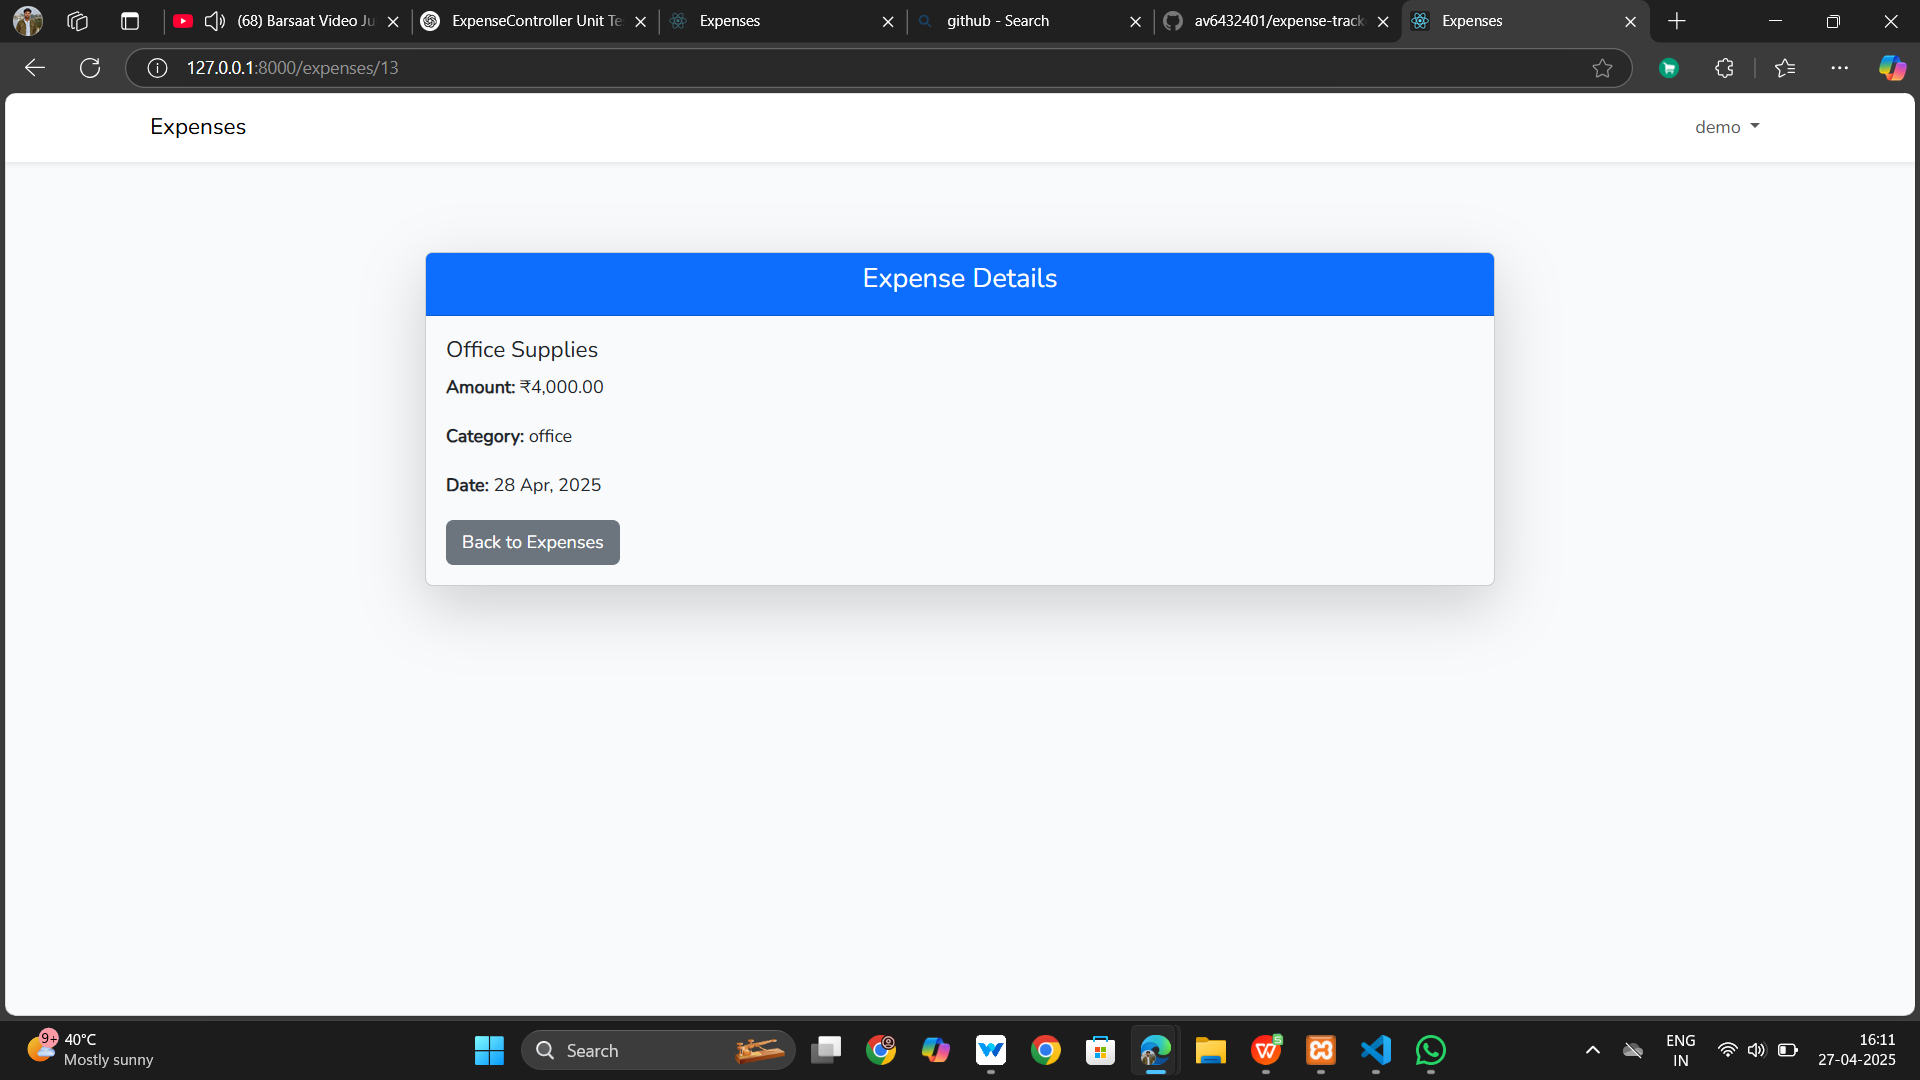 (68) Barsaat Video Ju
ExpenseController Unit Te
Expenses
github - Search
av6432401/expense-track
Expenses
127.0.0.1:8000/expenses/13
Expenses
demo
Expense Details
Office Supplies
Amount: ₹4,000.00
Category: office
Date: 28 Apr, 2025
Back to Expenses
9+
40°C
Mostly sunny
Search
ENG
IN
16:11
27-04-2025